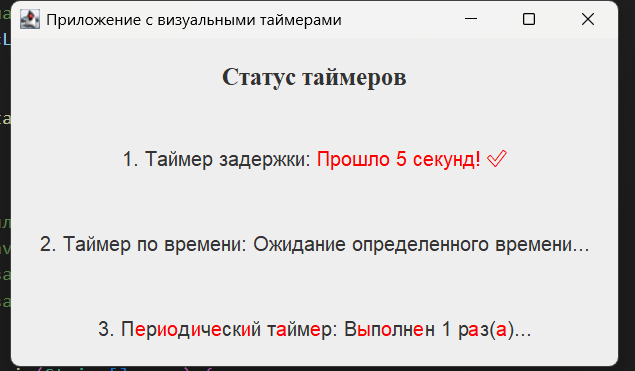 Приложение с визуальными таймерами
Статус таймеров
1. Таймер задержки: Прошло 5 секунд! ✓
2. Таймер по времени: Ожидание определенного времени...
3. Периодический таймер: Выполнен 1 раз(а)...